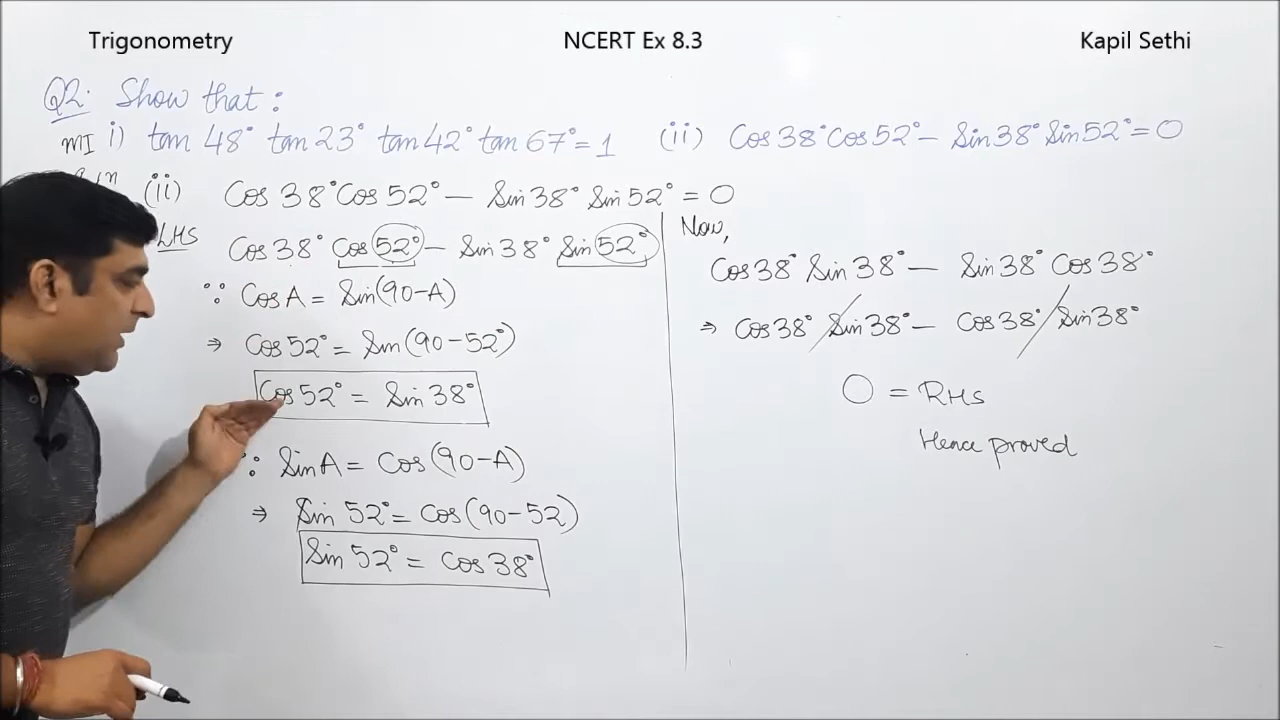 Trigonometry NCERT Ex 8.3 Kapil Sethi
Q2. Show that :
MI i) tan 48° tan 23° tan 42° tan 67° = 1 (ii) Cos 38° Cos 52° – Sin 38° Sin 52° = 0
(ii) Cos 38° Cos 52° – Sin 38° Sin 52° = 0
LHS Cos 38° Cos 52° – Sin 38° Sin 52°
∵ Cos A = Sin(90-A)
⇒ Cos 52° = Sin(90-52°)
Cos 52° = Sin 38°
∵ Sin A = Cos(90-A)
⇒ Sin 52° = Cos(90-52)
Sin 52° = Cos 38°
Now,
Cos 38° Sin 38° – Sin 38° Cos 38°
⇒ Cos 38° Sin 38° – Cos 38° Sin 38°
0 = RHS
Hence proved